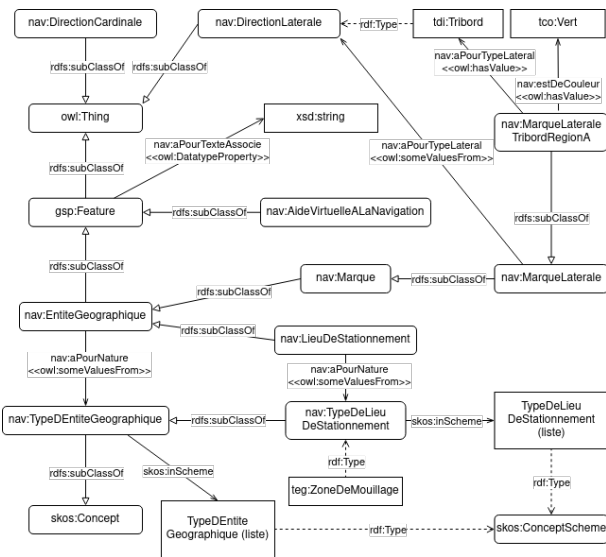 nav:DirectionCardinale
nav:DirectionLaterale
rdf:Type
tdi:Tribord
tco:Vert
rdfs:subClassOf
rdfs:subClassOf
nav:aPourTypeLateral
<<owl:hasValue>>
nav:estDeCouleur
<<owl:hasValue>>
owl:Thing
xsd:string
nav:MarqueLaterale
TribordRegionA
nav:aPourTexteAssocie
<<owl:DatatypeProperty>>
nav:aPourTypeLateral
<<owl:someValuesFrom>>
rdfs:subClassOf
gsp:Feature
rdfs:subClassOf
nav:AideVirtuelleALaNavigation
rdfs:subClassOf
rdfs:subClassOf
nav:Marque
rdfs:subClassOf
nav:MarqueLaterale
rdfs:subClassOf
nav:EntiteGeographique
rdfs:subClassOf
nav:LieuDeStationnement
nav:aPourNature
<<owl:someValuesFrom>>
nav:aPourNature
<<owl:someValuesFrom>>
nav:TypeDEntiteGeographique
rdfs:subClassOf
nav:TypeDeLieu
DeStationnement
skos:inScheme
TypeDeLieu
DeStationnement
(liste)
rdfs:subClassOf
skos:inScheme
rdf:Type
rdf:Type
teg:ZoneDeMouillage
skos:Concept
TypeDEntite
Geographique (liste)
rdf:Type
skos:ConceptScheme